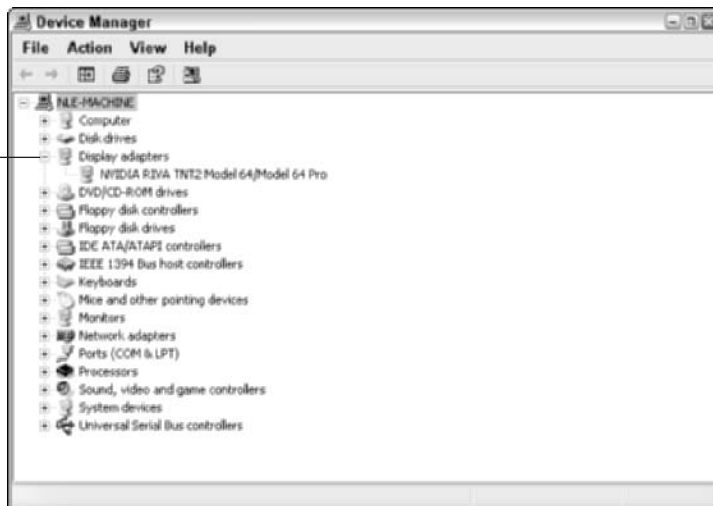 Device Manager
File Action View Help
NLE-MACHINE
Computer
Disk drives
Display adapters
NVIDIA RIVA TNT2 Model 64/Model 64 Pro
DVD/CD-ROM drives
Floppy disk controllers
Floppy disk drives
IDE ATA/ATAPI controllers
IEEE 1394 Bus host controllers
Keyboards
Mice and other pointing devices
Monitors
Network adapters
Ports (COM & LPT)
Processors
Sound, video and game controllers
System devices
Universal Serial Bus controllers